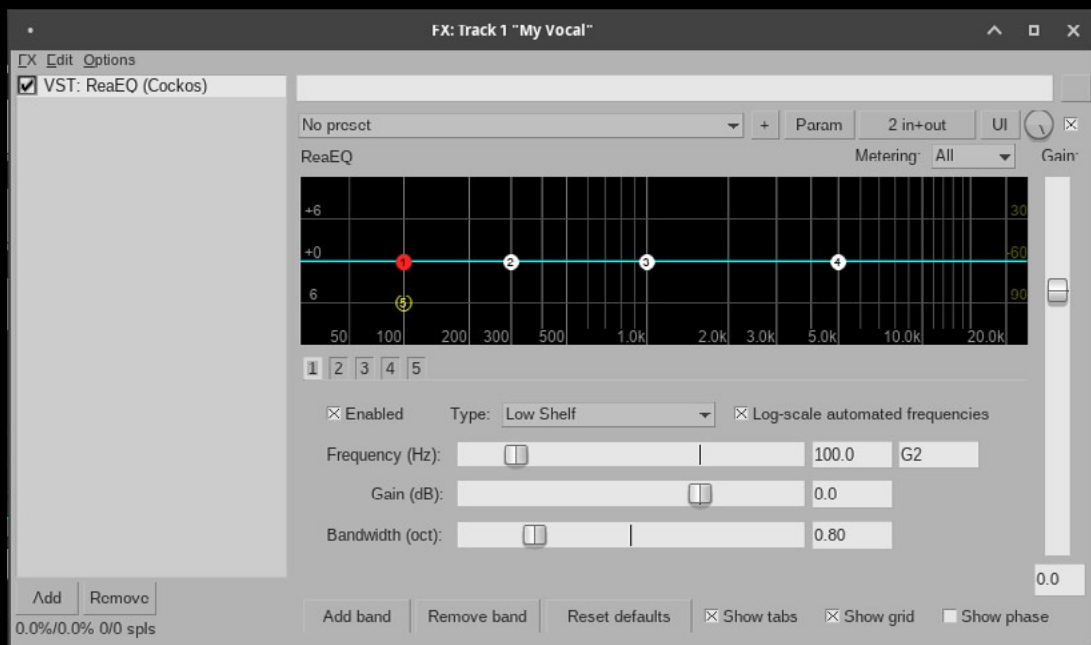 FX: Track 1 "My Vocal"
FX Edit Options
VST: ReaEQ (Cockos)
No preset
+
Param
2 in+out
UI
ReaEQ
Metering: All
Gain:
+6
+0
6
30
-60
90
1
2
3
4
5
50 100 200 300 500 1.0k 2.0k 3.0k 5.0k 10.0k 20.0k
1 2 3 4 5
Enabled
Type: Low Shelf
Log-scale automated frequencies
Frequency (Hz): 100.0 G2
Gain (dB): 0.0
Bandwidth (oct): 0.80
0.0
Add Remove
0.0%/0.0% 0/0 spls
Add band
Remove band
Reset defaults
Show tabs
Show grid
Show phase